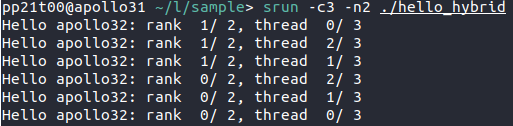 pp21t00@apollo31 ~/l/sample> srun -c3 -n2 ./hello_hybrid
Hello apollo32: rank  1/ 2, thread  0/ 3
Hello apollo32: rank  1/ 2, thread  2/ 3
Hello apollo32: rank  1/ 2, thread  1/ 3
Hello apollo32: rank  0/ 2, thread  2/ 3
Hello apollo32: rank  0/ 2, thread  1/ 3
Hello apollo32: rank  0/ 2, thread  0/ 3